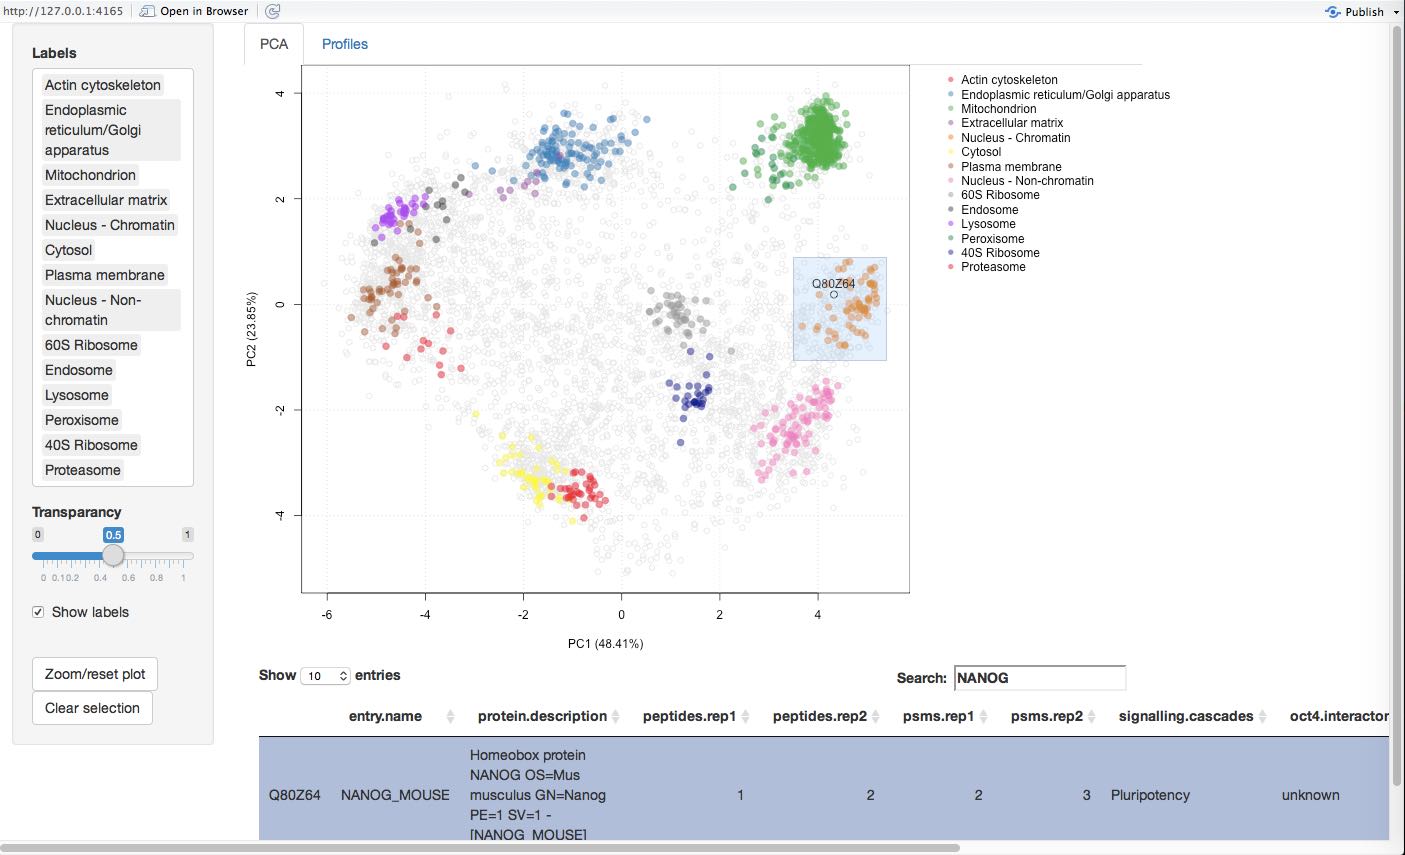 http://127.0.0.1:4165 Open in Browser Publish
Labels
Actin cytoskeleton
Endoplasmic
reticulum/Golgi
apparatus
Mitochondrion
Extracellular matrix
Nucleus - Chromatin
Cytosol
Plasma membrane
Nucleus - Non-
chromatin
60S Ribosome
Endosome
Lysosome
Peroxisome
40S Ribosome
Proteasome
Transparancy
0 0.5 1
0 0.1 0.2 0.4 0.6 0.8 1
Show labels
Zoom/reset plot
Clear selection
PCA Profiles
4
2
0
-2
-4
PC2 (23.85%)
Q80Z64
-6 -4 -2 0 2 4
PC1 (48.41%)
Actin cytoskeleton
Endoplasmic reticulum/Golgi apparatus
Mitochondrion
Extracellular matrix
Nucleus - Chromatin
Cytosol
Plasma membrane
Nucleus - Non-chromatin
60S Ribosome
Endosome
Lysosome
Peroxisome
40S Ribosome
Proteasome
Show 10 entries Search: NANOG
entry.name protein.description peptides.rep1 peptides.rep2 psms.rep1 psms.rep2 signalling.cascades oct4.interactor
Homeobox protein
NANOG OS=Mus
Q80Z64 NANOG_MOUSE musculus GN=Nanog 1 2 2 3 Pluripotency unknown
PE=1 SV=1 -
[NANOG_MOUSE]